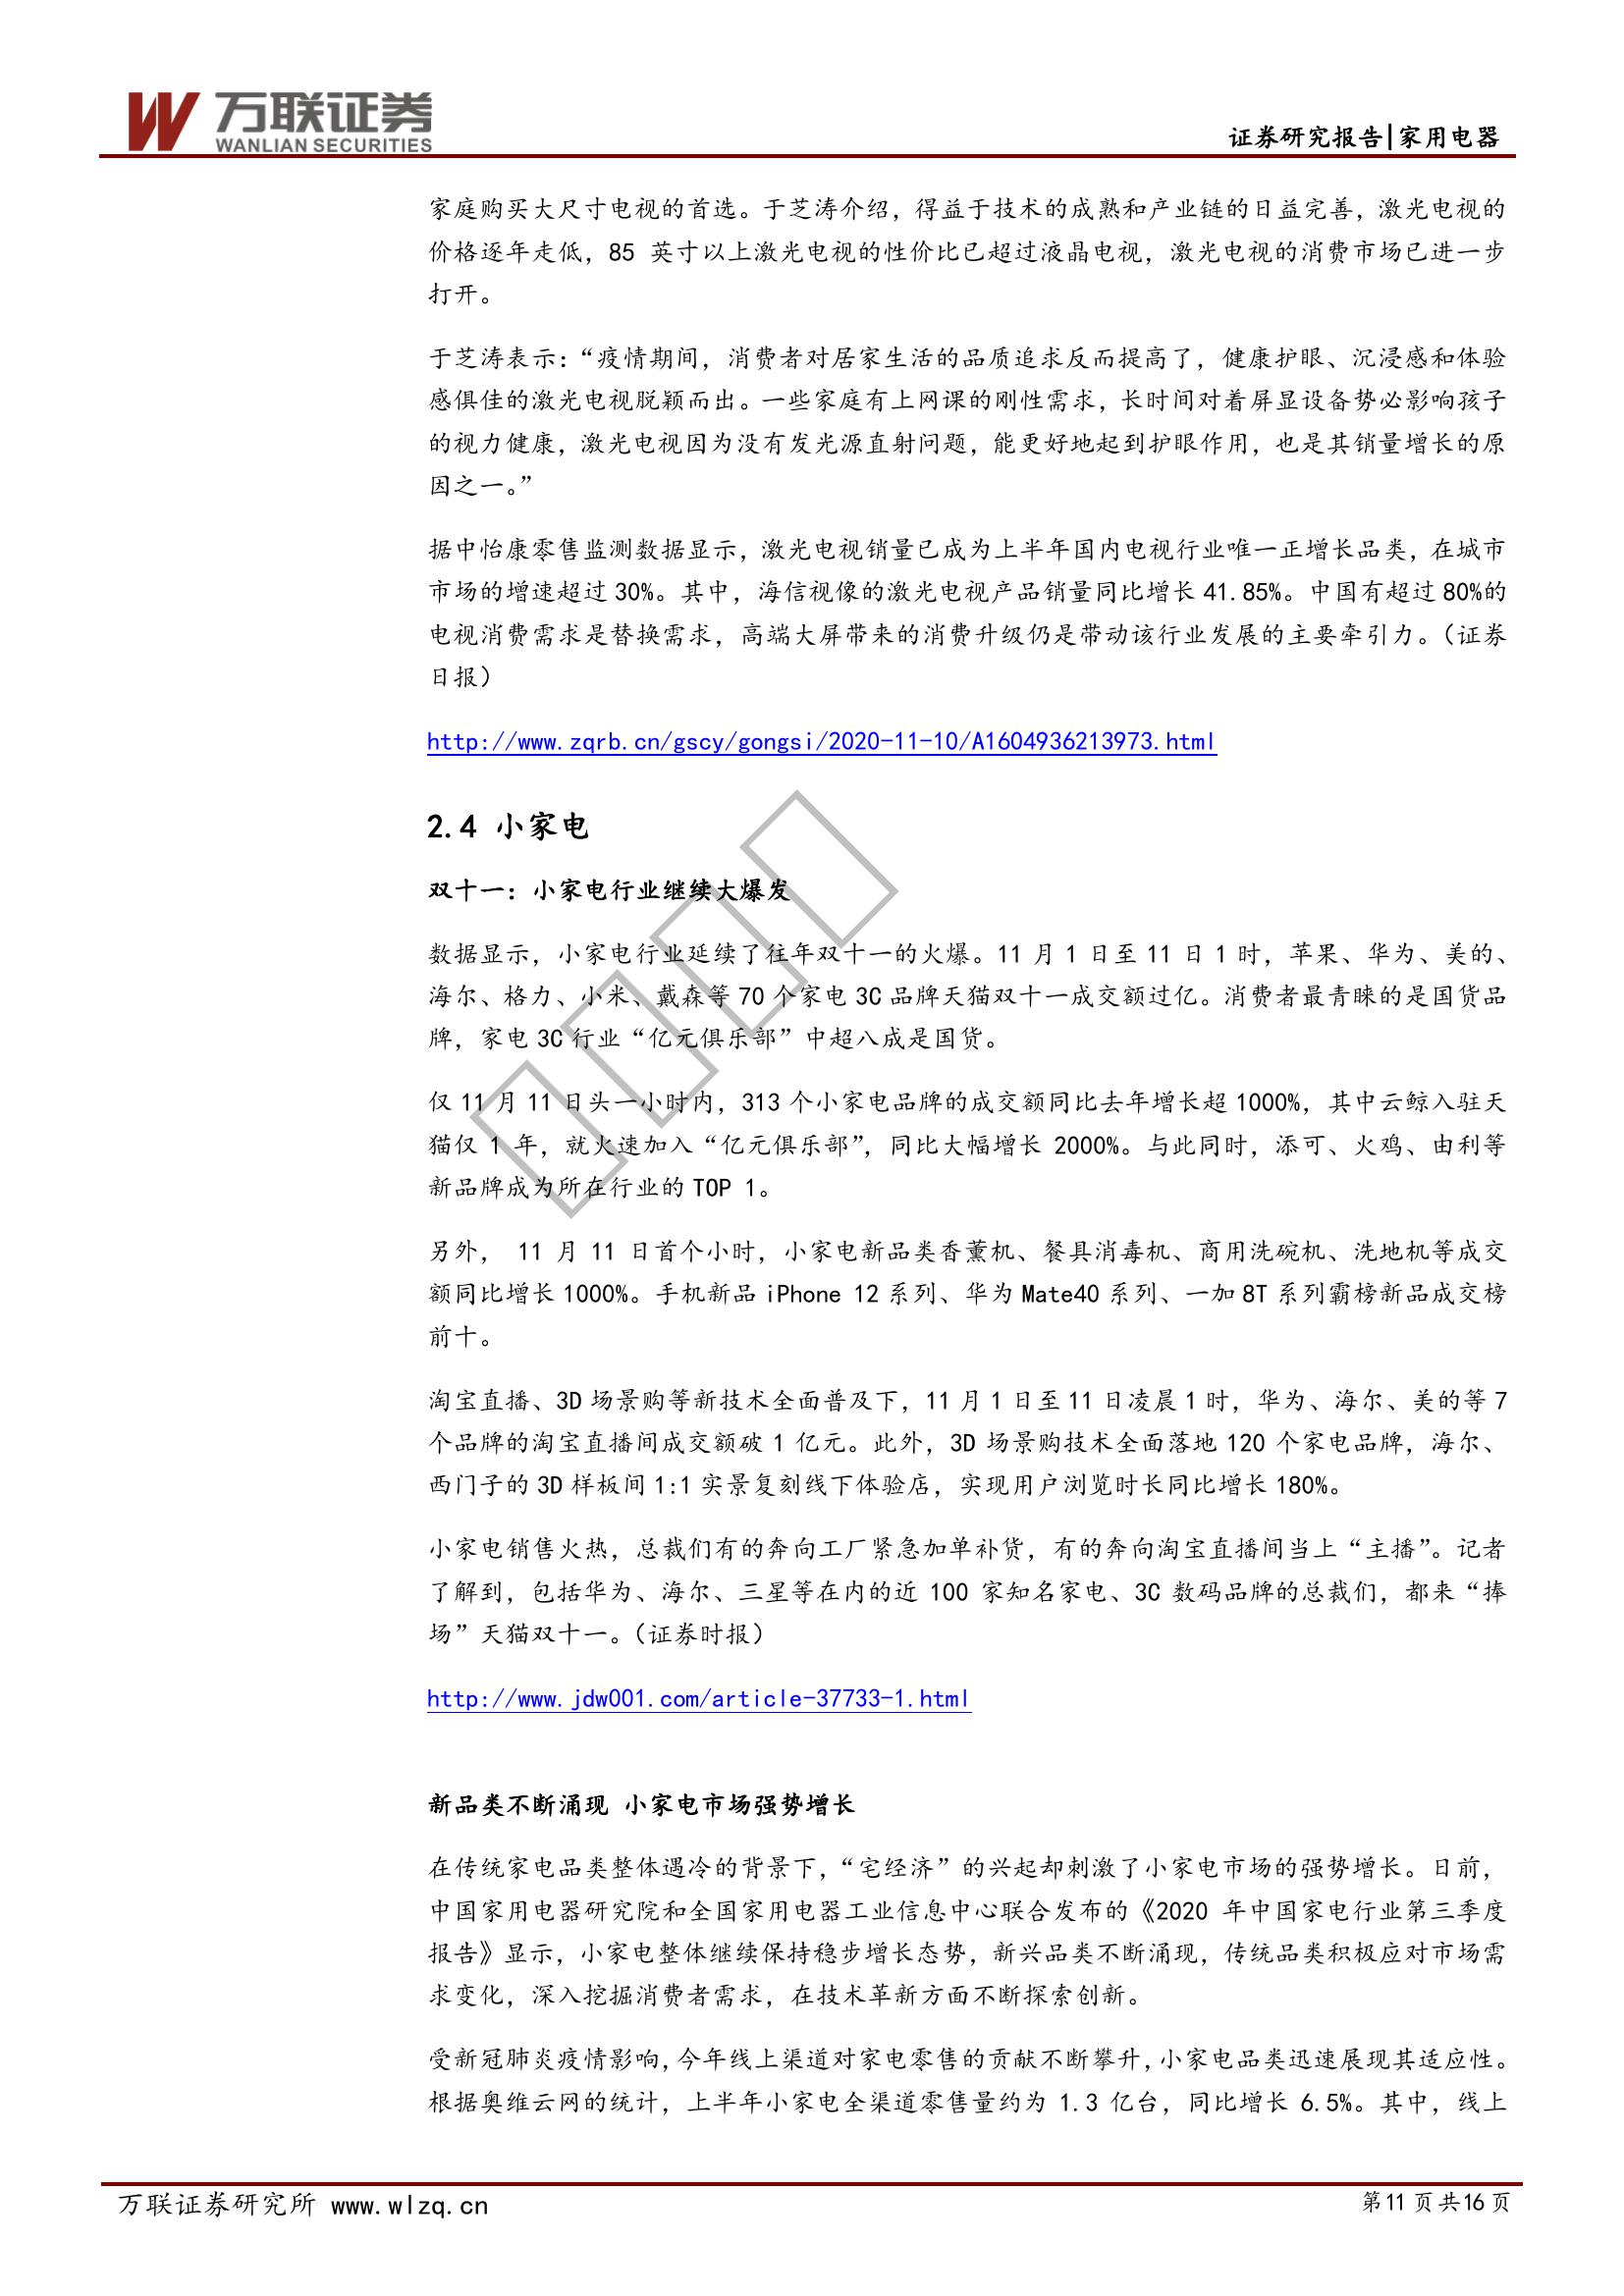 万联证券
WANLIAN SECURITIES
证券研究报告|家用电器
家庭购买大尺寸电视的首选。于芝涛介绍，得益于技术的成熟和产业链的日益完善，激光电视的
价格逐年走低，85 英寸以上激光电视的性价比已超过液晶电视，激光电视的消费市场已进一步
打开。
于芝涛表示：“疫情期间，消费者对居家生活的品质追求反而提高了，健康护眼、沉浸感和体验
感俱佳的激光电视脱颖而出。一些家庭有上网课的刚性需求，长时间对着屏显设备势必影响孩子
的视力健康，激光电视因为没有发光源直射问题，能更好地起到护眼作用，也是其销量增长的原
因之一。”
据中怡康零售监测数据显示，激光电视销量已成为上半年国内电视行业唯一正增长品类，在城市
市场的增速超过 30%。其中，海信视像的激光电视产品销量同比增长 41.85%。中国有超过 80%的
电视消费需求是替换需求，高端大屏带来的消费升级仍是带动该行业发展的主要牵引力。（证券
日报）
http://www.zqrb.cn/gscy/gongsi/2020-11-10/A1604936213973.html
2.4 小家电
双十一：小家电行业继续大爆发
数据显示，小家电行业延续了往年双十一的火爆。11 月 1 日至 11 日 1 时，苹果、华为、美的、
海尔、格力、小米、戴森等 70 个家电 3C 品牌天猫双十一成交额过亿。消费者最青睐的是国货品
牌，家电 3C 行业“亿元俱乐部”中超八成是国货。
仅 11 月 11 日头一小时内，313 个小家电品牌的成交额同比去年增长超 1000%，其中云鲸入驻天
猫仅 1 年，就火速加入“亿元俱乐部”，同比大幅增长 2000%。与此同时，添可、火鸡、由利等
新品牌成为所在行业的 TOP 1。
另外， 11 月 11 日首个小时，小家电新品类香薰机、餐具消毒机、商用洗碗机、洗地机等成交
额同比增长 1000%。手机新品 iPhone 12 系列、华为 Mate40 系列、一加 8T 系列霸榜新品成交榜
前十。
淘宝直播、3D 场景购等新技术全面普及下，11 月 1 日至 11 日凌晨 1 时，华为、海尔、美的等 7
个品牌的淘宝直播间成交额破 1 亿元。此外，3D 场景购技术全面落地 120 个家电品牌，海尔、
西门子的 3D 样板间 1:1 实景复刻线下体验店，实现用户浏览时长同比增长 180%。
小家电销售火热，总裁们有的奔向工厂紧急加单补货，有的奔向淘宝直播间当上“主播”。记者
了解到，包括华为、海尔、三星等在内的近 100 家知名家电、3C 数码品牌的总裁们，都来“捧
场”天猫双十一。（证券时报）
http://www.jdw001.com/article-37733-1.html
新品类不断涌现 小家电市场强势增长
在传统家电品类整体遇冷的背景下，“宅经济”的兴起却刺激了小家电市场的强势增长。日前，
中国家用电器研究院和全国家用电器工业信息中心联合发布的《2020 年中国家电行业第三季度
报告》显示，小家电整体继续保持稳步增长态势，新兴品类不断涌现，传统品类积极应对市场需
求变化，深入挖掘消费者需求，在技术革新方面不断探索创新。
受新冠肺炎疫情影响，今年线上渠道对家电零售的贡献不断攀升，小家电品类迅速展现其适应性。
根据奥维云网的统计，上半年小家电全渠道零售量约为 1.3 亿台，同比增长 6.5%。其中，线上
万联证券研究所 www.wlzq.cn
第11 页 共16 页